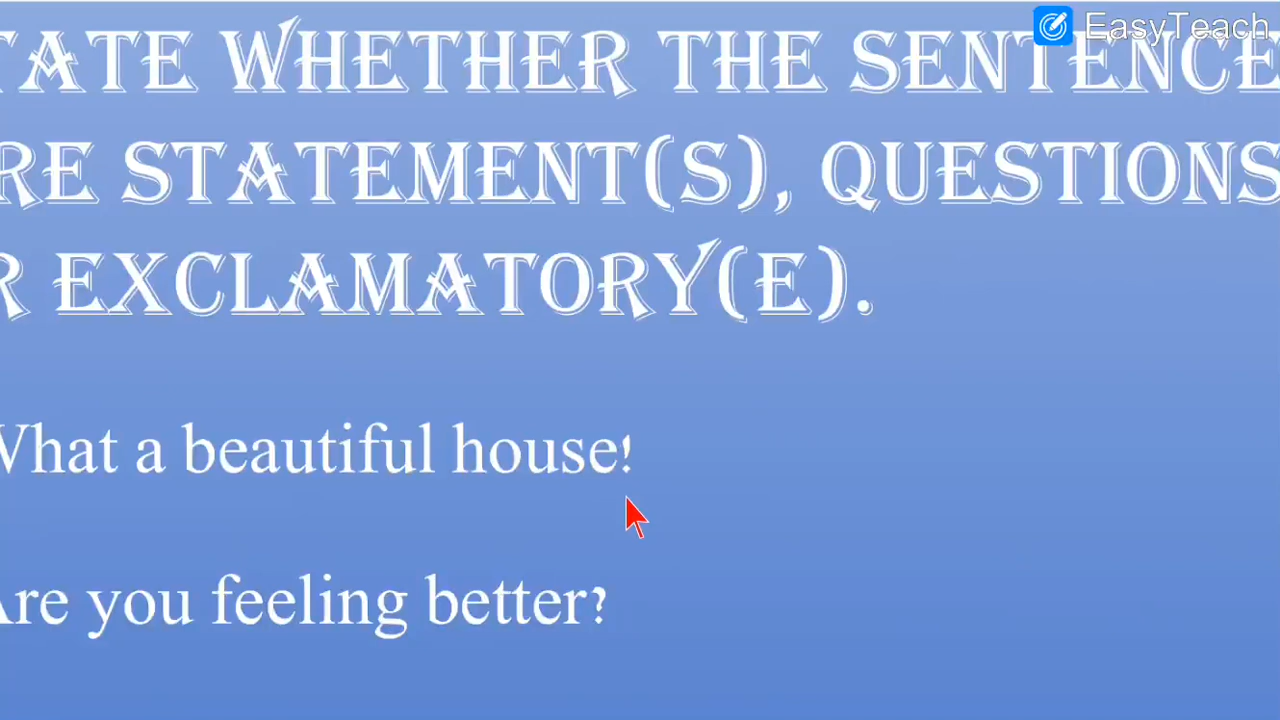 EasyTeach
TATE WHETHER THE SENTENCE
RE STATEMENT(S), QUESTIONS
R EXCLAMATORY(E).
What a beautiful house!
Are you feeling better?